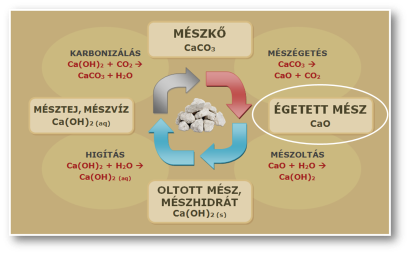 MÉSZKŐ
CaCO₃
KARBONIZÁLÁS
Ca(OH)₂ + CO₂ →
CaCO₃ + H₂O
MÉSZÉGETÉS
CaCO₃ →
CaO + CO₂
MÉSZTEJ, MÉSZVÍZ
Ca(OH)₂ (aq)
ÉGETETT MÉSZ
CaO
HIGÍTÁS
Ca(OH)₂ + H₂O →
Ca(OH)₂ (aq)
MÉSZOLTÁS
CaO + H₂O →
Ca(OH)₂
OLTOTT MÉSZ,
MÉSZHIDRÁT
Ca(OH)₂ (s)